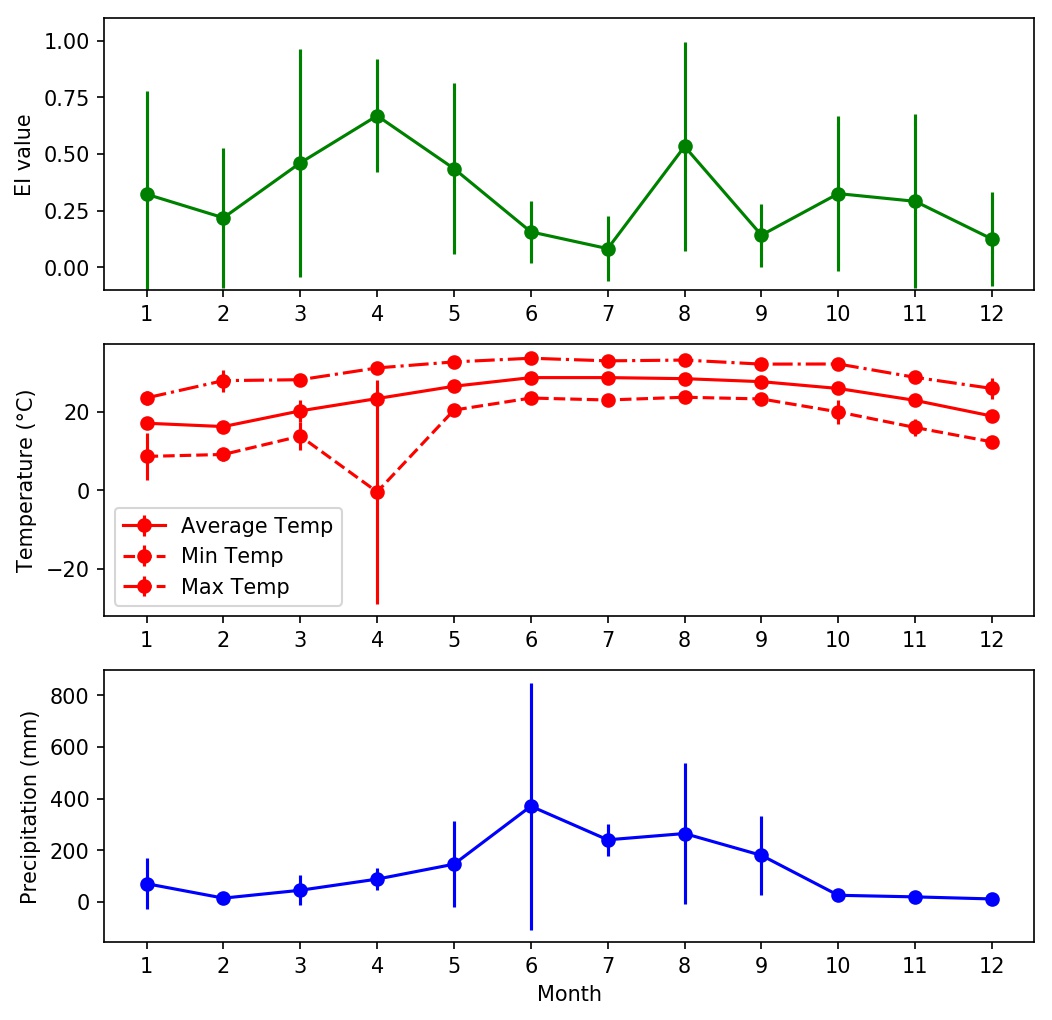 1.00
0.75
0.50
0.25
0.00
EI value
1 2 3 4 5 6 7 8 9 10 11 12
20
0
−20
Temperature (°C)
Average Temp
Min Temp
Max Temp
1 2 3 4 5 6 7 8 9 10 11 12
800
600
400
200
0
Precipitation (mm)
1 2 3 4 5 6 7 8 9 10 11 12
Month